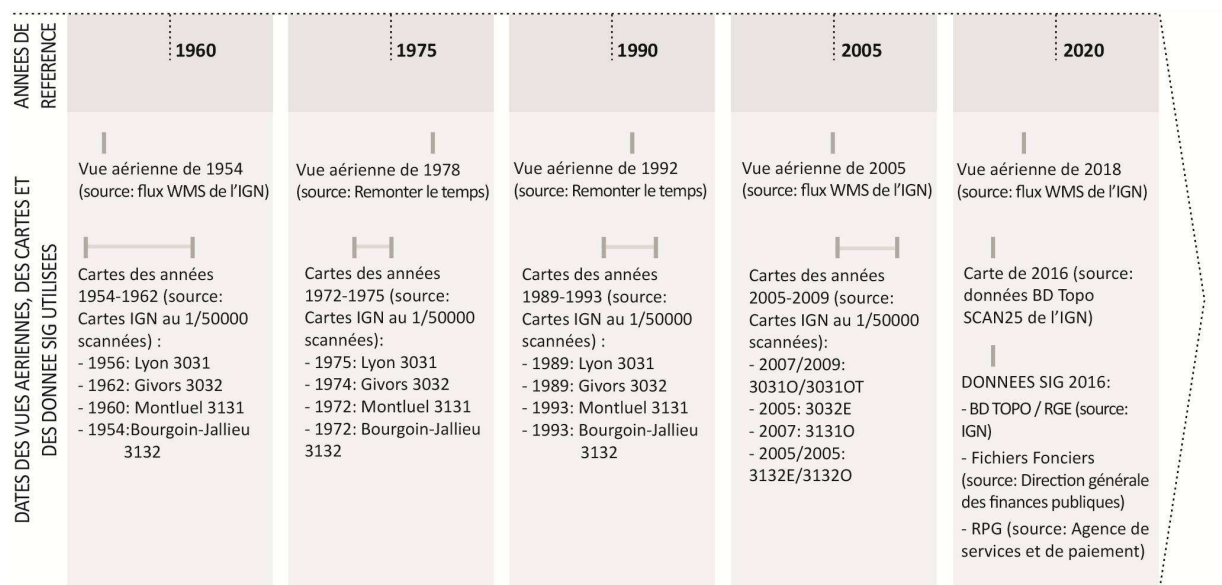 ANNEES DE
REFERENCE
1960
1975
1990
2005
2020
DATES DES VUES AERIENNES, DES CARTES ET
DES DONNEE SIG UTILISEES
Vue aérienne de 1954
(source: flux WMS de l'IGN)
Cartes des années
1954-1962 (source:
Cartes IGN au 1/50000
scannées) :
- 1956: Lyon 3031
- 1962: Givors 3032
- 1960: Montluel 3131
- 1954:Bourgoin-Jallieu
3132
Vue aérienne de 1978
(source: Remonter le temps)
Cartes des années
1972-1975 (source:
Cartes IGN au 1/50000
scannées):
- 1975: Lyon 3031
- 1974: Givors 3032
- 1972: Montluel 3131
- 1972: Bourgoin-Jallieu
3132
Vue aérienne de 1992
(source: Remonter le temps)
Cartes des années
1989-1993 (source:
Cartes IGN au 1/50000
scannées) :
- 1989: Lyon 3031
- 1989: Givors 3032
- 1993: Montluel 3131
- 1993: Bourgoin-Jallieu
3132
Vue aérienne de 2005
(source: flux WMS de l'IGN)
Cartes des années
2005-2009 (source:
Cartes IGN au 1/50000
scannées):
- 2007/2009:
3031O/3031OT
- 2005: 3032E
- 2007: 3131O
- 2005/2005:
3132E/3132O
Vue aérienne de 2018
(source: flux WMS de l'IGN)
Carte de 2016 (source:
données BD Topo
SCAN25 de l'IGN)
DONNEES SIG 2016:
- BD TOPO / RGE (source:
IGN)
- Fichiers Fonciers
(source: Direction générale
des finances publiques)
- RPG (source: Agence de
services et de paiement)